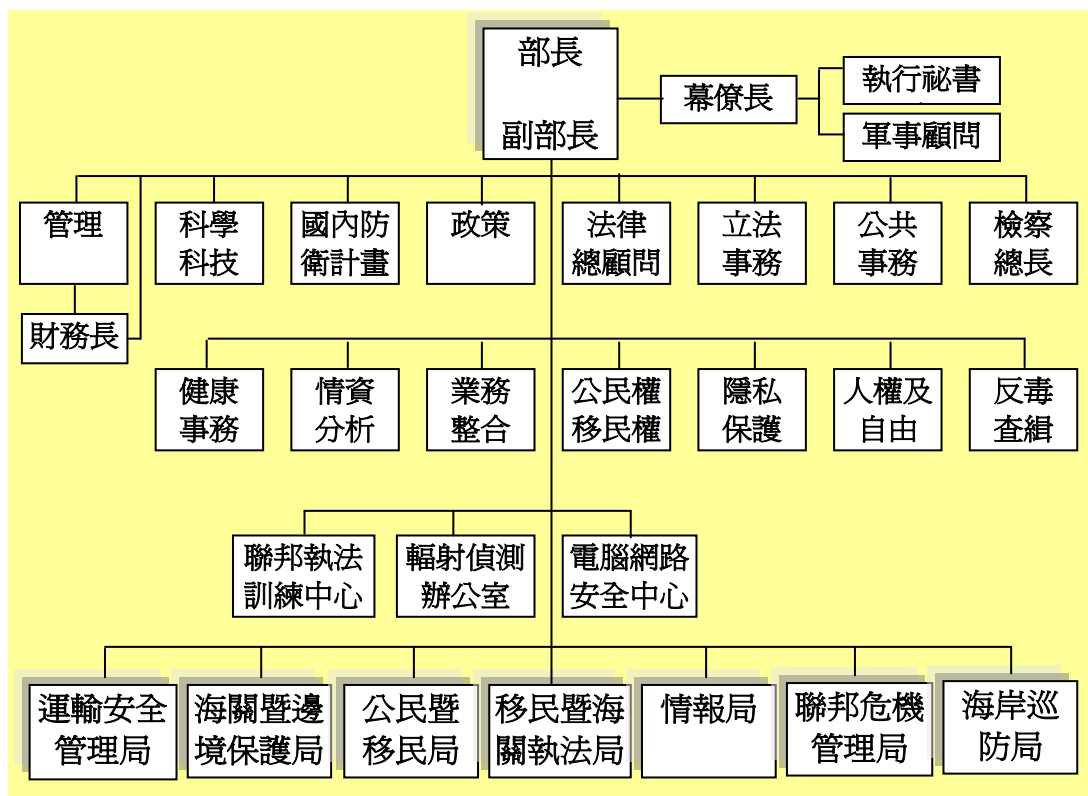 部長
副部長
幕僚長
執行祕書
軍事顧問
管理
科學
科技
國內防
衛計畫
政策
法律
總顧問
立法
事務
公共
事務
檢察
總長
財務長
健康
事務
情資
分析
業務
整合
公民權
移民權
隱私
保護
人權及
自由
反毒
查緝
聯邦執法
訓練中心
輻射偵測
辦公室
電腦網路
安全中心
運輸安全
管理局
海關暨邊
境保護局
公民暨
移民局
移民暨海
關執法局
情報局
聯邦危機
管理局
海岸巡
防局